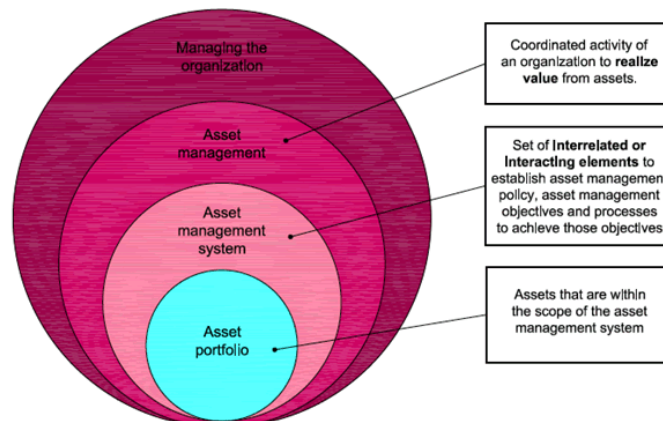 Managing the
organization
Asset
management
Asset
management
system
Asset
portfolio
Coordinated activity of
an organization to realize
value from assets.
Set of Interrelated or
Interacting elements to
establish asset management
policy, asset management
objectives and processes
to achieve those objectives
Assets that are within
the scope of the asset
management system